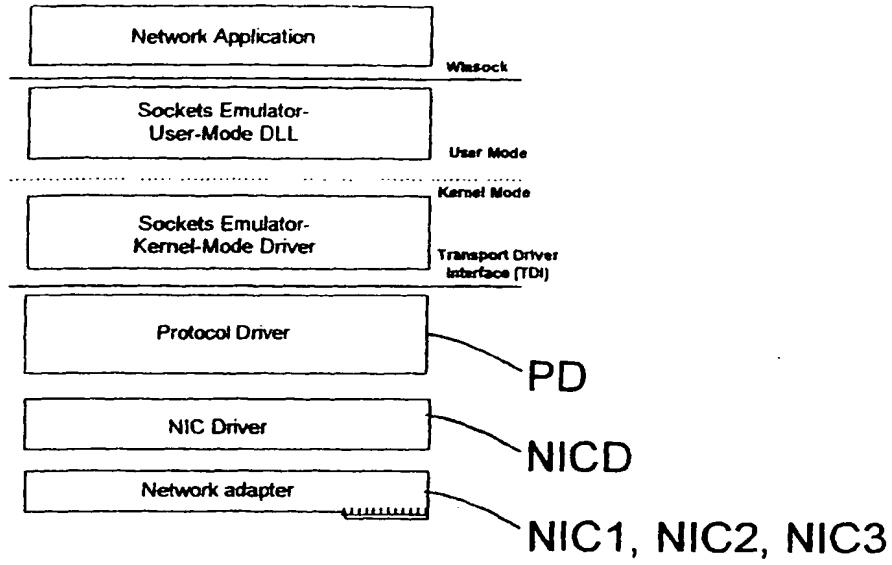 Network Application
Winsock
Sockets Emulator-
User-Mode DLL
User Mode
Kernel Mode
Sockets Emulator-
Kernel-Mode Driver
Transport Driver
Interface (TDI)
Protocol Driver
PD
NIC Driver
NICD
Network adapter
NIC1, NIC2, NIC3